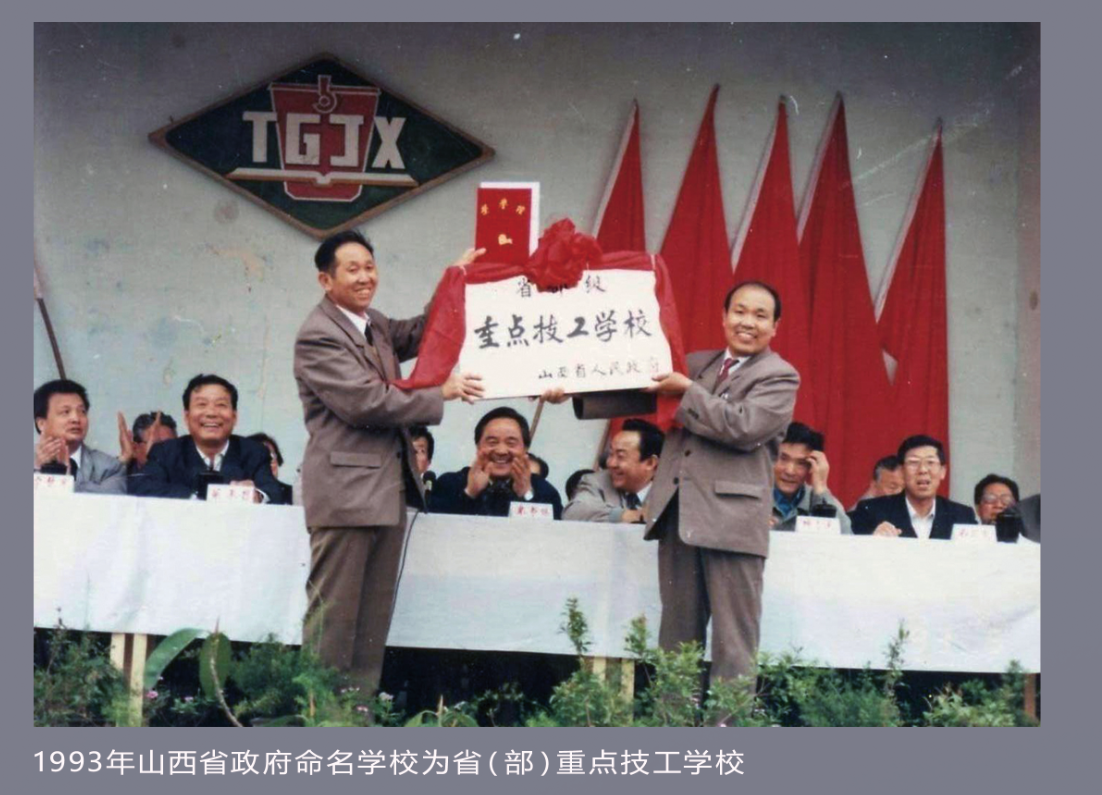 TGJX
省部级
重点技工学校
山西省人民政府
1993年山西省政府命名学校为省(部)重点技工学校